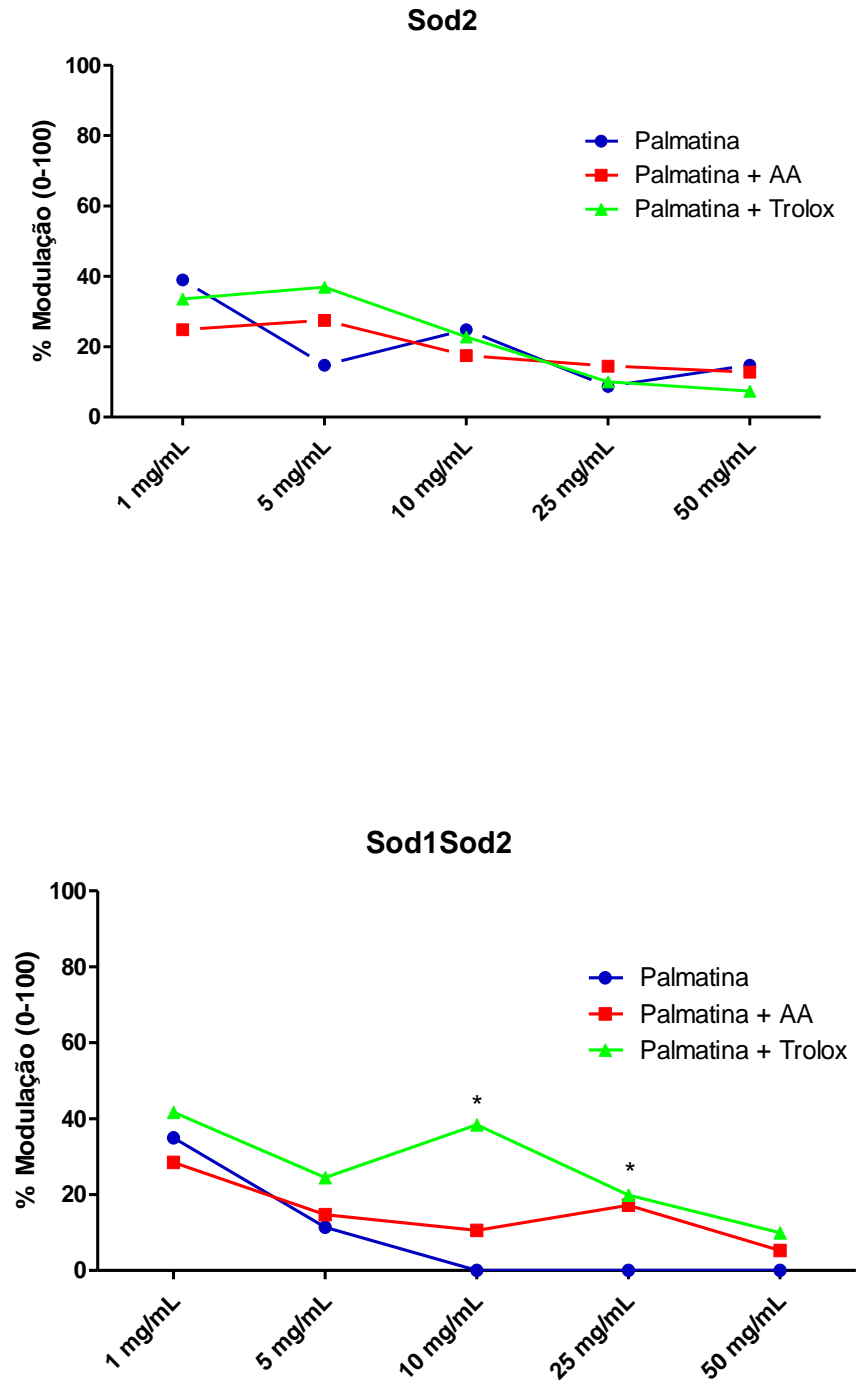 Sod2
% Modulação (0-100)
100
80
60
40
20
0
Palmatina
Palmatina + AA
Palmatina + Trolox
1 mg/mL
5 mg/mL
10 mg/mL
25 mg/mL
50 mg/mL
Sod1Sod2
% Modulação (0-100)
100
80
60
40
20
0
Palmatina
Palmatina + AA
Palmatina + Trolox
*
*
1 mg/mL
5 mg/mL
10 mg/mL
25 mg/mL
50 mg/mL